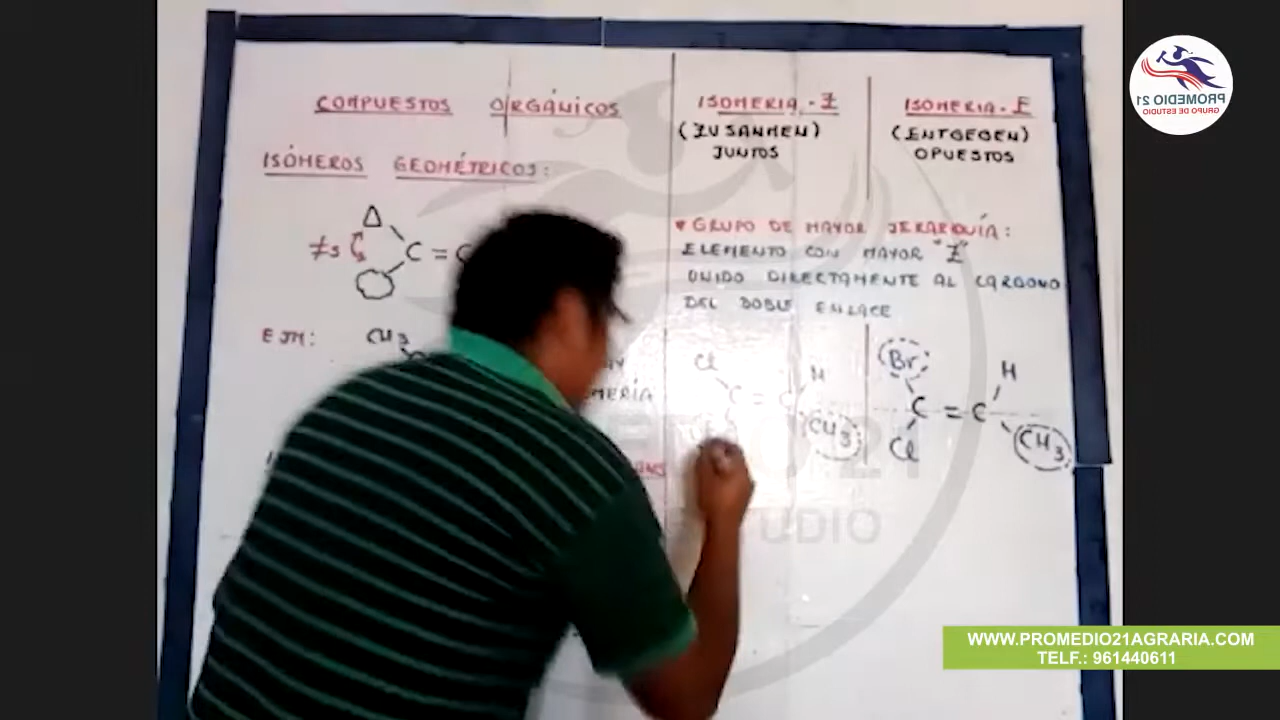 COMPUESTOS ORGÁNICOS
ISÓMEROS GEOMÉTRICOS:
≠s
C = C
EJM:
CH3
ISOMERIA - Z
(ZUSANMEN)
JUNTOS
ISOMERIA - E
(ENTGEGEN)
OPUESTOS
GRUPO DE MAYOR JERARQUÍA:
ELEMENTO CON MAYOR "Z"
UNIDO DIRECTAMENTE AL CARBONO
DEL DOBLE ENLACE
Cl H
C = C
CH3
Br H
C = C
Cl CH3
PROMEDIO 21
GRUPO DE ESTUDIO
WWW.PROMEDIO21AGRARIA.COM
TELF.: 961440611